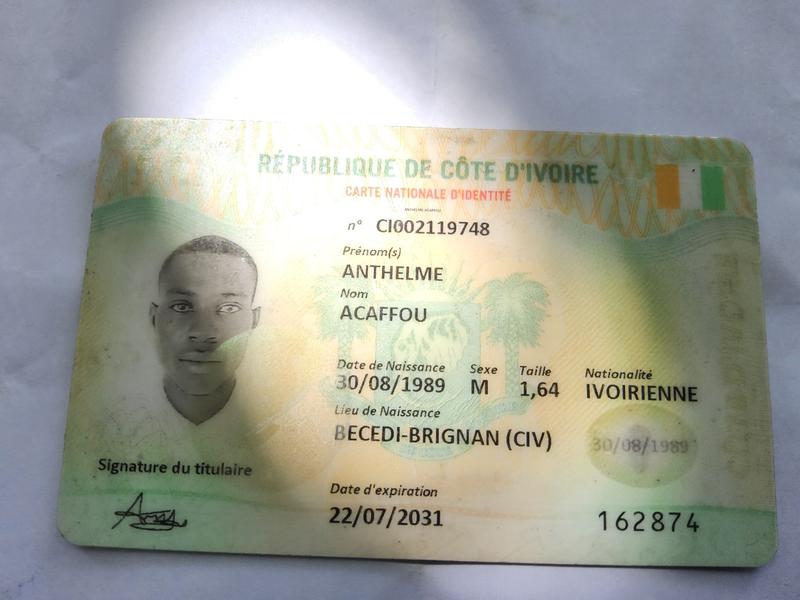 RÉPUBLIQUE DE CÔTE D'IVOIRE
CARTE NATIONALE D'IDENTITÉ
ANTHELME ACAFFOU
n° CI002119748
Prénom(s)
ANTHELME
Nom
ACAFFOU
Date de Naissance Sexe Taille Nationalité
30/08/1989 M 1,64 IVOIRIENNE
Lieu de Naissance
BECEDI-BRIGNAN (CIV)
30/08/1989
Signature du titulaire
Date d'expiration
22/07/2031
162874